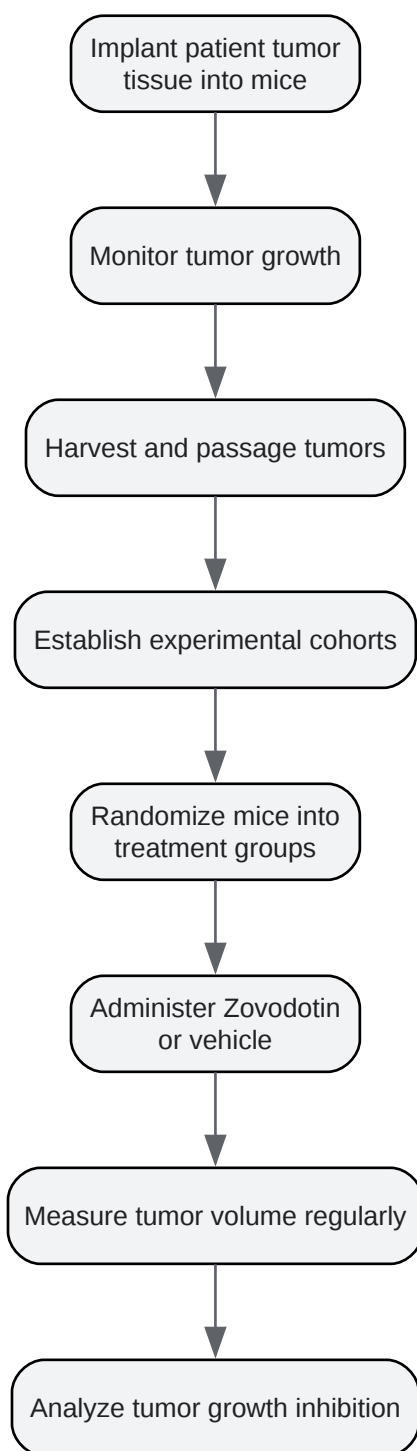 Implant patient tumor
tissue into mice
Monitor tumor growth
Harvest and passage tumors
Establish experimental cohorts
Randomize mice into
treatment groups
Administer Zovodotin
or vehicle
Measure tumor volume regularly
Analyze tumor growth inhibition